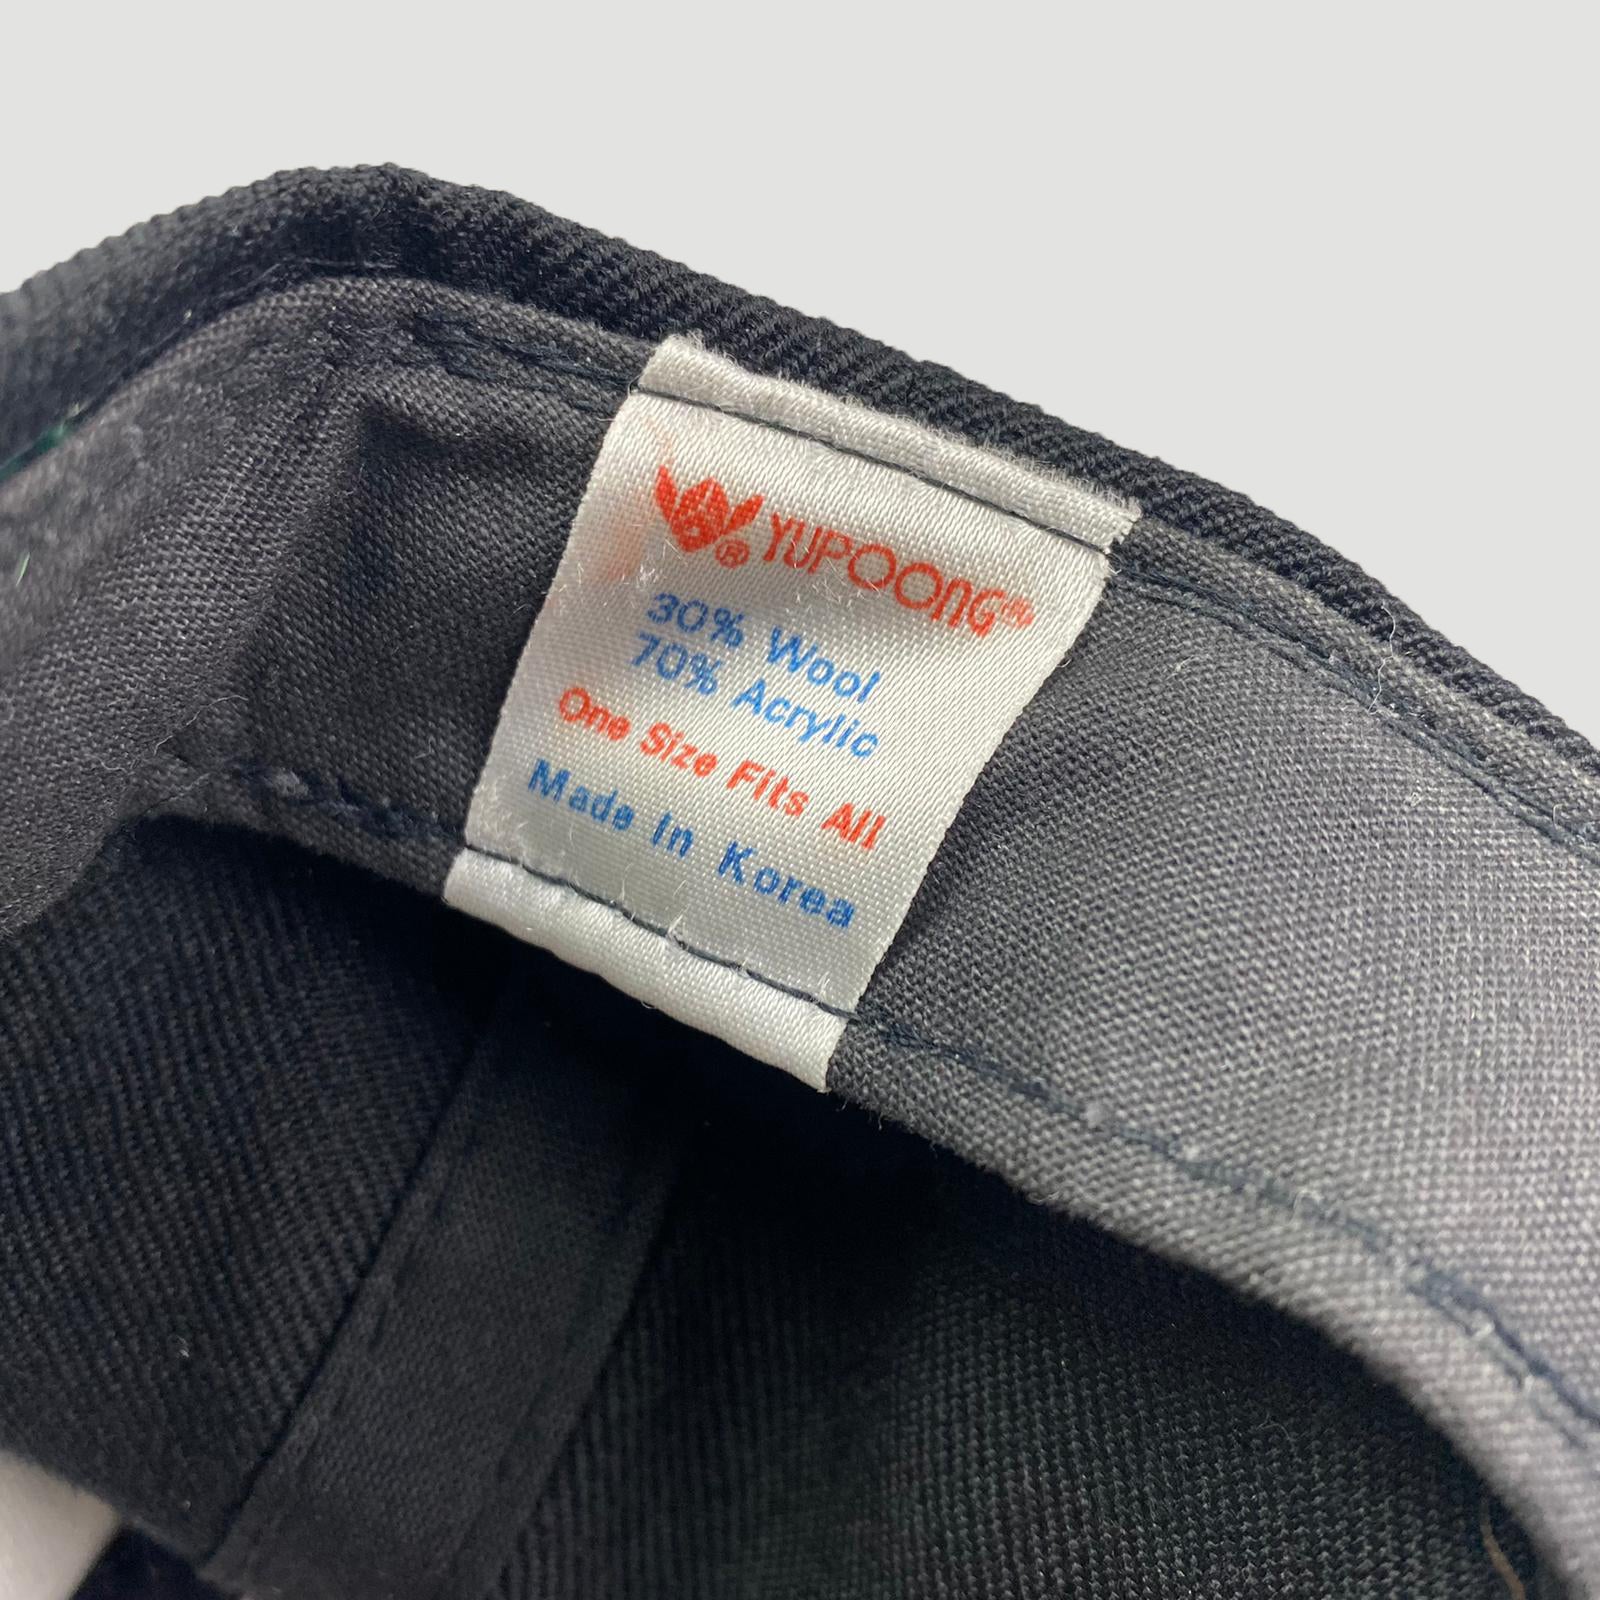 ® YUPOONG®
30% Wool
70% Acrylic
One Size Fits All
Made In Korea